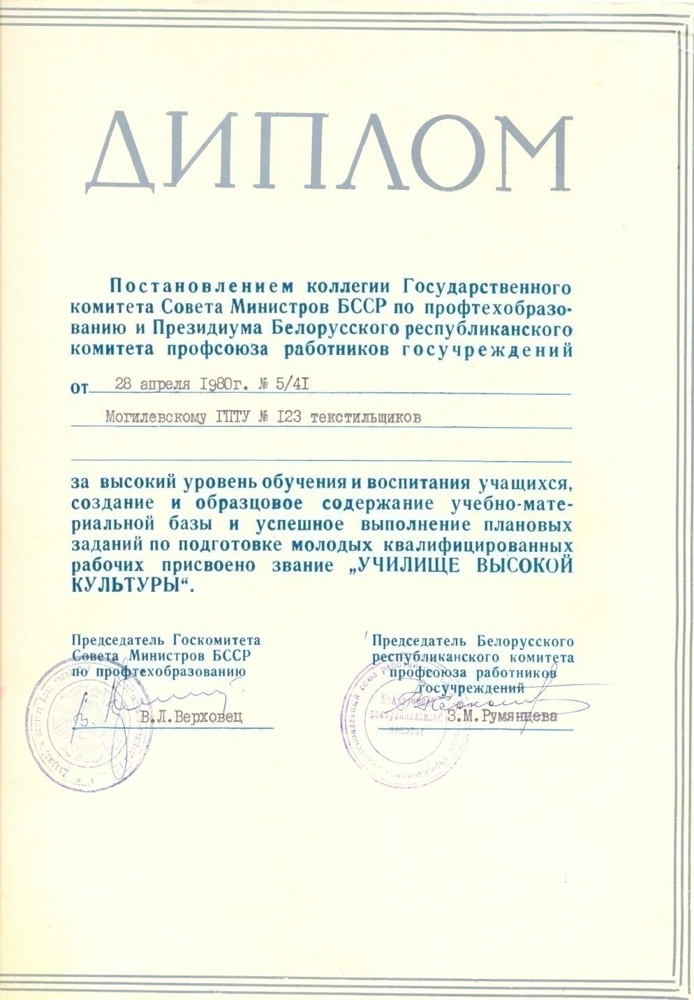 ДИПЛОМ
Постановлением коллегии Государственного
комитета Совета Министров БССР по профтехобразо-
ванию и Президиума Белорусского республиканского
комитета профсоюза работников госучреждений
от 28 апреля 1980г. № 5/41
Могилевскому ГПТУ № 123 текстильщиков
за высокий уровень обучения и воспитания учащихся,
создание и образцовое содержание учебно-мате-
риальной базы и успешное выполнение плановых
заданий по подготовке молодых квалифицированных
рабочих присвоено звание „УЧИЛИЩЕ ВЫСОКОЙ
КУЛЬТУРЫ“.
Председатель Госкомитета
Совета Министров БССР
по профтехобразованию
В.Л.Верховец
Председатель Белорусского
республиканского комитета
профсоюза работников
госучреждений
З.М.Румянцева